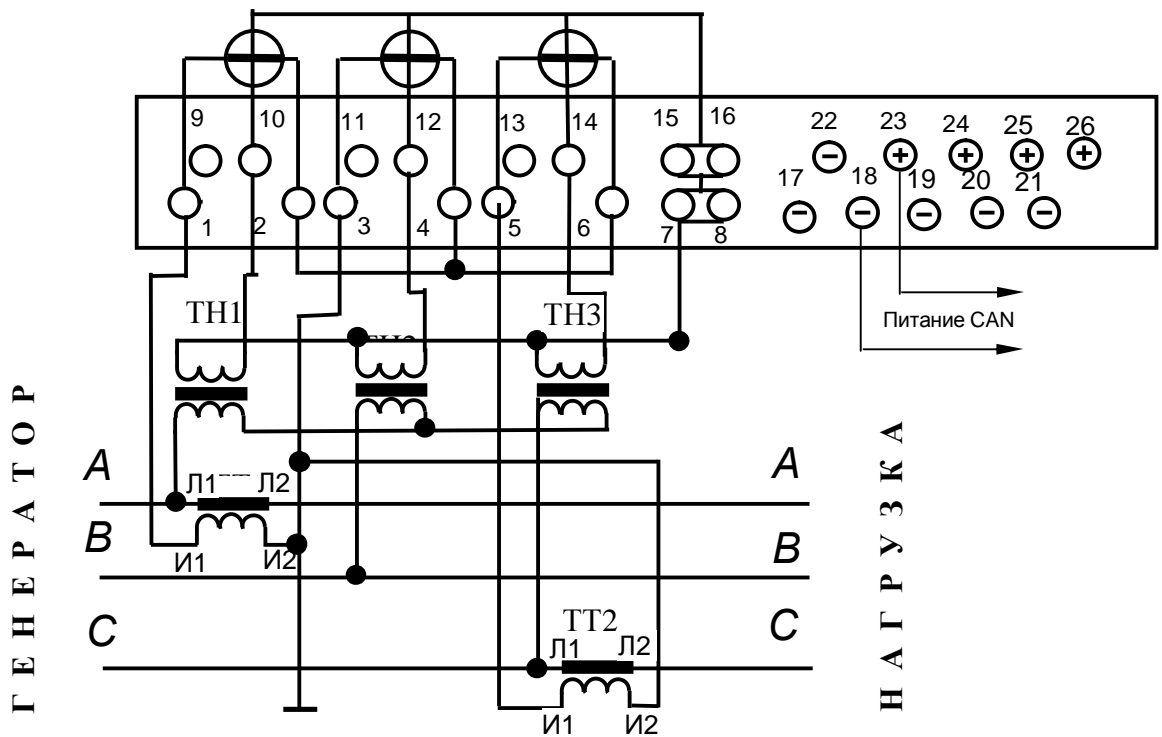 9 10 11 12 13 14 15 16
22 23 24 25 26
17 18 19 20 21
1 2 3 4 5 6 7 8
ТН1
ТН3
Питание CAN
ГЕНЕРАТОР
НАГРУЗКА
A
Л1 Л2
A
B
И1 И2
B
C
ТТ2
Л1 Л2
C
И1 И2